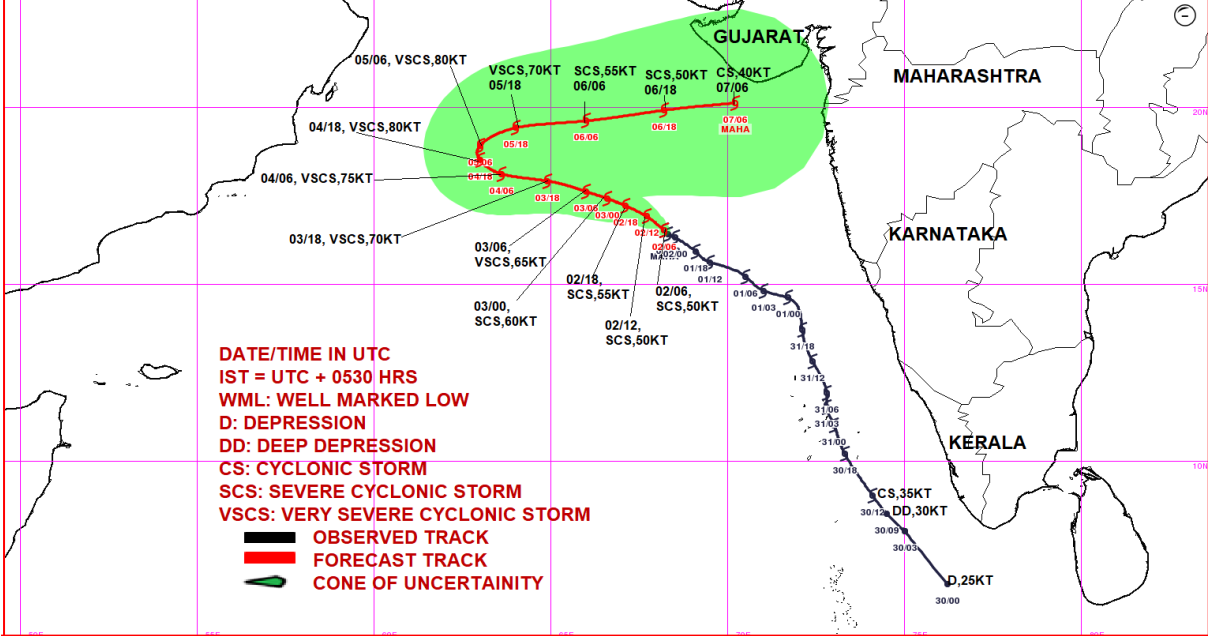 GUJARAT
MAHARASHTRA
KARNATAKA
KERALA
05/06, VSCS,80KT
VSCS,70KT
05/18
SCS,55KT
06/06
SCS,50KT
06/18
CS,40KT
07/06
04/18, VSCS,80KT
04/06, VSCS,75KT
03/18, VSCS,70KT
03/06,
VSCS,65KT
03/00,
SCS,60KT
02/18,
SCS,55KT
02/12,
SCS,50KT
02/06,
SCS,50KT
07/06
MAHA
06/18
06/06
05/18
05/06
04/18
04/06
03/18
03/06
03/00
02/18
02/12
02/06
02/00
01/18
01/12
01/06
01/03
01/00
31/18
31/12
31/06
31/03
31/00
30/18
CS,35KT
30/12
DD,30KT
30/09
30/03
D,25KT
30/00
20N
15N
10N
DATE/TIME IN UTC
IST = UTC + 0530 HRS
WML: WELL MARKED LOW
D: DEPRESSION
DD: DEEP DEPRESSION
CS: CYCLONIC STORM
SCS: SEVERE CYCLONIC STORM
VSCS: VERY SEVERE CYCLONIC STORM
OBSERVED TRACK
FORECAST TRACK
CONE OF UNCERTAINITY